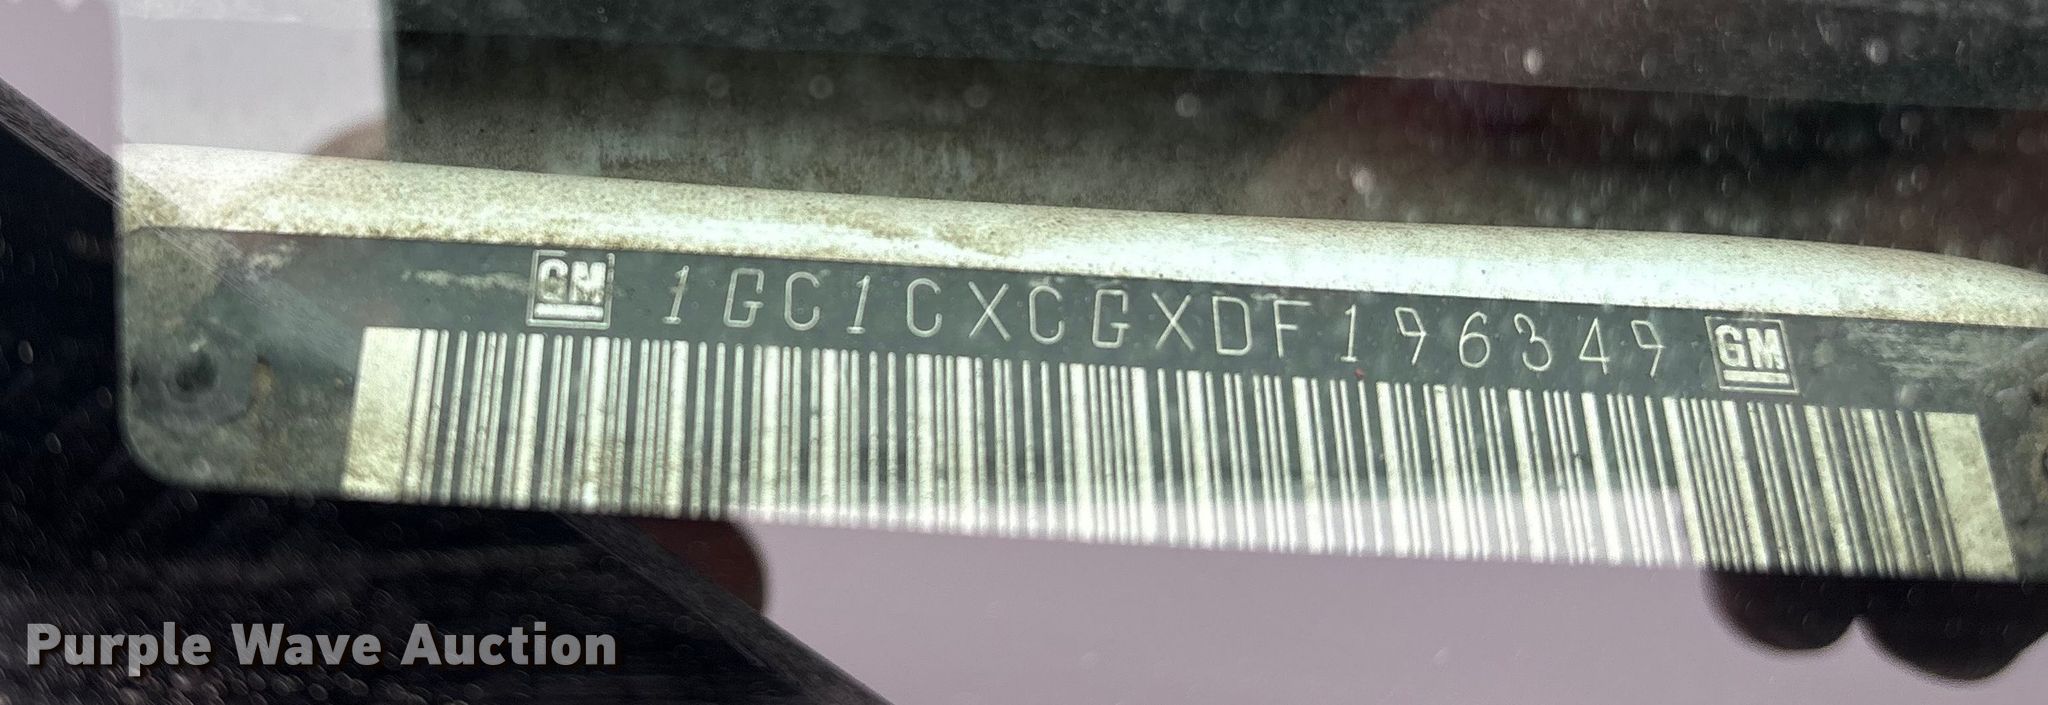 GM 1GC1CXCGXDF196349 GM
Purple Wave Auction